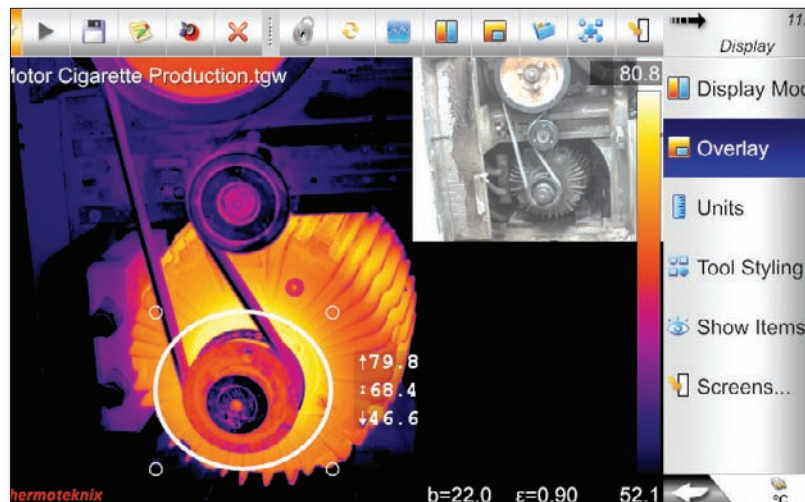 Motor Cigarette Production.tgw
80.8
↑79.8
↕68.4
↓46.6
b=22.0 ε=0.90 52.1
hermoteknix
11.
Display
Display Mod
Overlay
Units
Tool Styling
Show Items
Screens...
°C